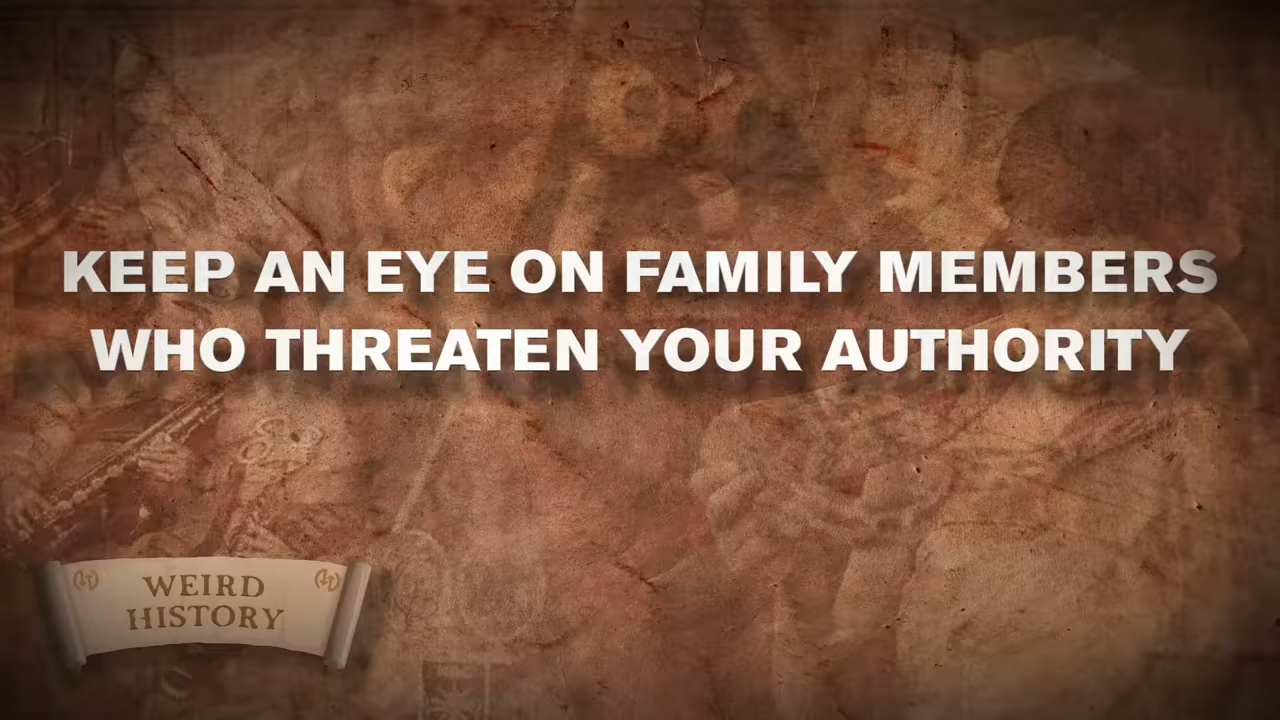 KEEP AN EYE ON FAMILY MEMBERS
WHO THREATEN YOUR AUTHORITY
WEIRD
HISTORY